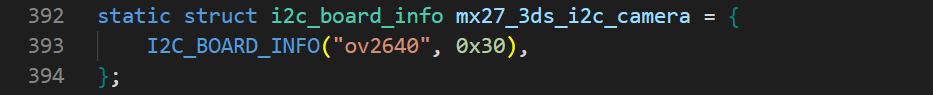 392 static struct i2c_board_info mx27_3ds_i2c_camera = {
393     I2C_BOARD_INFO("ov2640", 0x30),
394 };